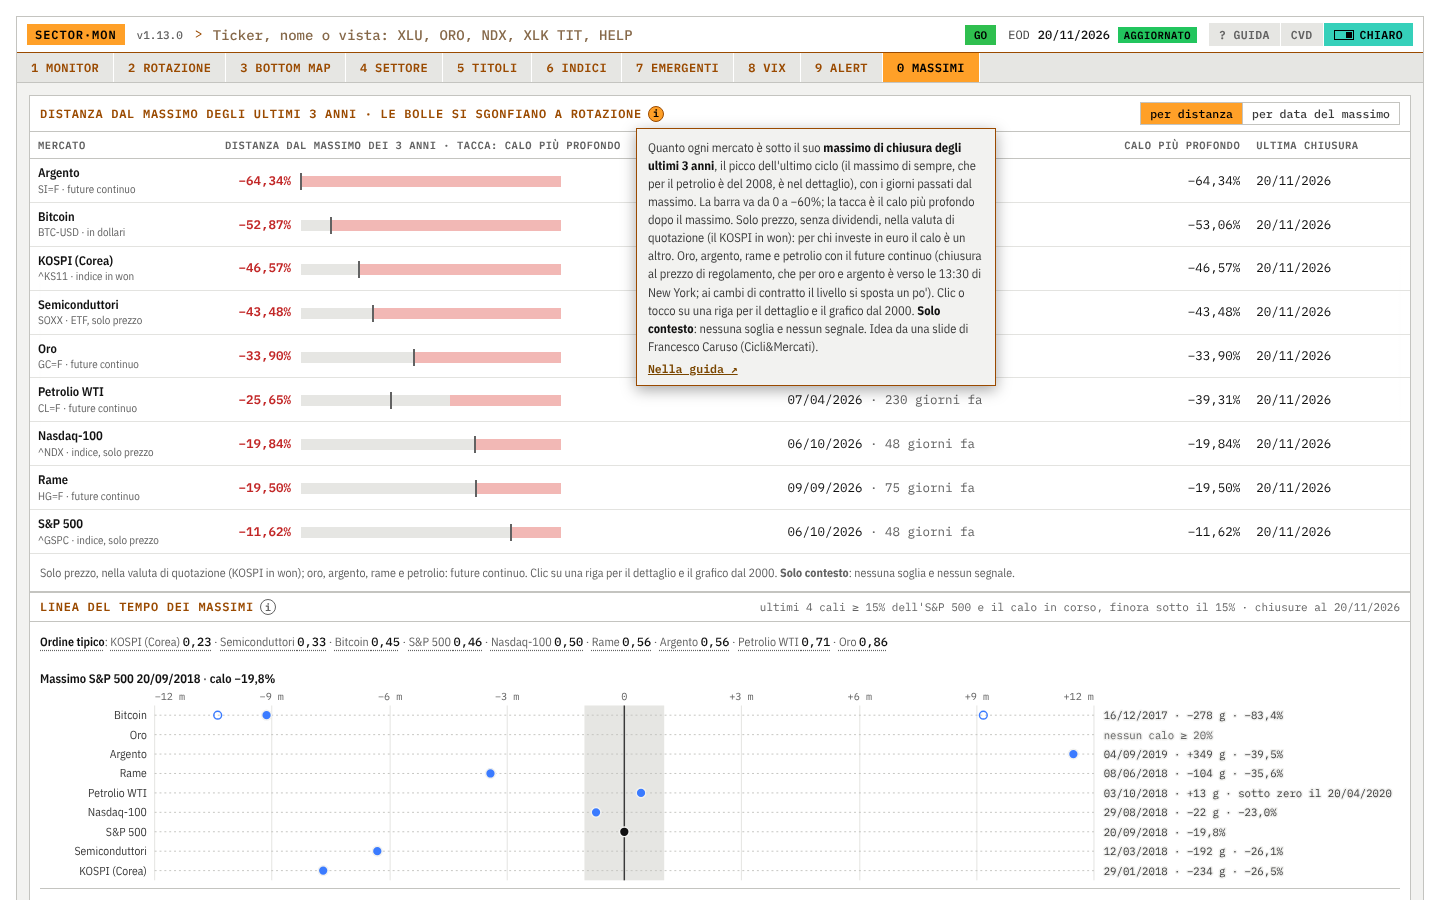 SECTOR·MON v1.13.0 > Ticker, nome o vista: XLU, ORO, NDX, XLK TIT, HELP GO EOD 20/11/2026 AGGIORNATO ? GUIDA CVD CHIARO
1 MONITOR 2 ROTAZIONE 3 BOTTOM MAP 4 SETTORE 5 TITOLI 6 INDICI 7 EMERGENTI 8 VIX 9 ALERT 0 MASSIMI
DISTANZA DAL MASSIMO DEGLI ULTIMI 3 ANNI · LE BOLLE SI SGONFIANO A ROTAZIONE i per distanza per data del massimo
MERCATO DISTANZA DAL MASSIMO DEI 3 ANNI · TACCA: CALO PIÙ PROFONDO CALO PIÙ PROFONDO ULTIMA CHIUSURA
Quanto ogni mercato è sotto il suo massimo di chiusura degli
ultimi 3 anni, il picco dell'ultimo ciclo (il massimo di sempre, che
per il petrolio è del 2008, è nel dettaglio), con i giorni passati dal
massimo. La barra va da 0 a −60%; la tacca è il calo più profondo
dopo il massimo. Solo prezzo, senza dividendi, nella valuta di
quotazione (il KOSPI in won): per chi investe in euro il calo è un
altro. Oro, argento, rame e petrolio con il future continuo (chiusura
al prezzo di regolamento, che per oro e argento è verso le 13:30 di
New York; ai cambi di contratto il livello si sposta un po'). Clic o
tocco su una riga per il dettaglio e il grafico dal 2000. Solo
contesto: nessuna soglia e nessun segnale. Idea da una slide di
Francesco Caruso (Cicli&Mercati).
Nella guida ↗
Argento −64,34% −64,34% 20/11/2026
SI=F · future continuo
Bitcoin −52,87% −53,06% 20/11/2026
BTC-USD · in dollari
KOSPI (Corea) −46,57% −46,57% 20/11/2026
^KS11 · indice in won
Semiconduttori −43,48% −43,48% 20/11/2026
SOXX · ETF, solo prezzo
Oro −33,90% −33,90% 20/11/2026
GC=F · future continuo
Petrolio WTI −25,65% 07/04/2026 · 230 giorni fa −39,31% 20/11/2026
CL=F · future continuo
Nasdaq-100 −19,84% 06/10/2026 · 48 giorni fa −19,84% 20/11/2026
^NDX · indice, solo prezzo
Rame −19,50% 09/09/2026 · 75 giorni fa −19,50% 20/11/2026
HG=F · future continuo
S&P 500 −11,62% 06/10/2026 · 48 giorni fa −11,62% 20/11/2026
^GSPC · indice, solo prezzo
Solo prezzo, nella valuta di quotazione (KOSPI in won); oro, argento, rame e petrolio: future continuo. Clic su una riga per il dettaglio e il grafico dal 2000. Solo contesto: nessuna soglia e nessun segnale.
LINEA DEL TEMPO DEI MASSIMI i ultimi 4 cali ≥ 15% dell'S&P 500 e il calo in corso, finora sotto il 15% · chiusure al 20/11/2026
Ordine tipico: KOSPI (Corea) 0,23 · Semiconduttori 0,33 · Bitcoin 0,45 · S&P 500 0,46 · Nasdaq-100 0,50 · Rame 0,56 · Argento 0,56 · Petrolio WTI 0,71 · Oro 0,86
Massimo S&P 500 20/09/2018 · calo −19,8%
−12 m −9 m −6 m −3 m 0 +3 m +6 m +9 m +12 m
Bitcoin 16/12/2017 · −278 g · −83,4%
Oro nessun calo ≥ 20%
Argento 04/09/2019 · +349 g · −39,5%
Rame 08/06/2018 · −104 g · −35,6%
Petrolio WTI 03/10/2018 · +13 g · sotto zero il 20/04/2020
Nasdaq-100 29/08/2018 · −22 g · −23,0%
S&P 500 20/09/2018 · −19,8%
Semiconduttori 12/03/2018 · −192 g · −26,1%
KOSPI (Corea) 29/01/2018 · −234 g · −26,5%